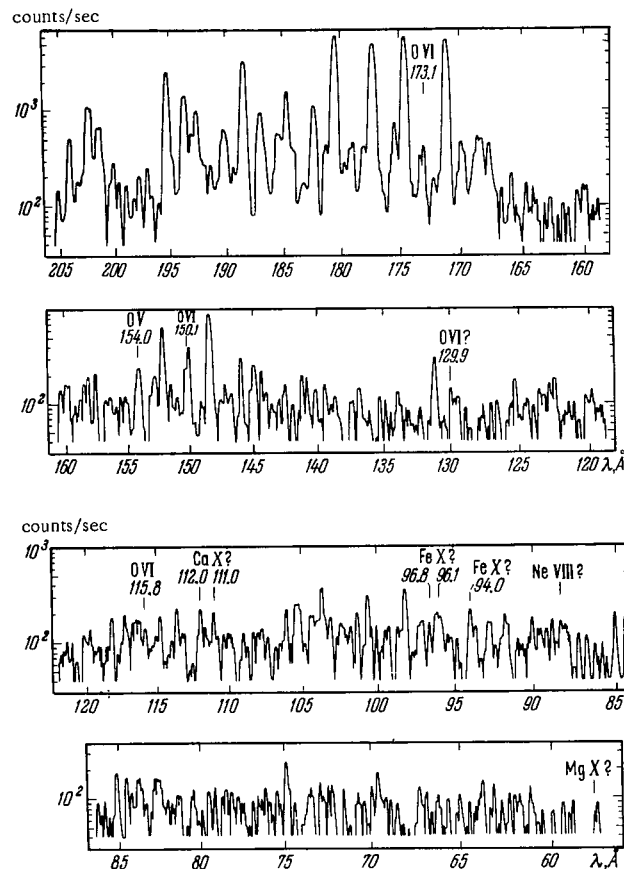 counts/sec
O VI
173.1
10³
10²
205 200 195 190 185 180 175 170 165 160
O V
154.0
O VI
150.1
O VI?
129.9
10²
160 155 150 145 140 135 130 125 120 λ,Å
counts/sec
10³
O VI
115.8
Ca X?
112.0 111.0
Fe X?
96.8 96.1
Fe X?
94.0
Ne VIII?
10²
120 115 110 105 100 95 90 85
Mg X?
10²
85 80 75 70 65 60 λ,Å